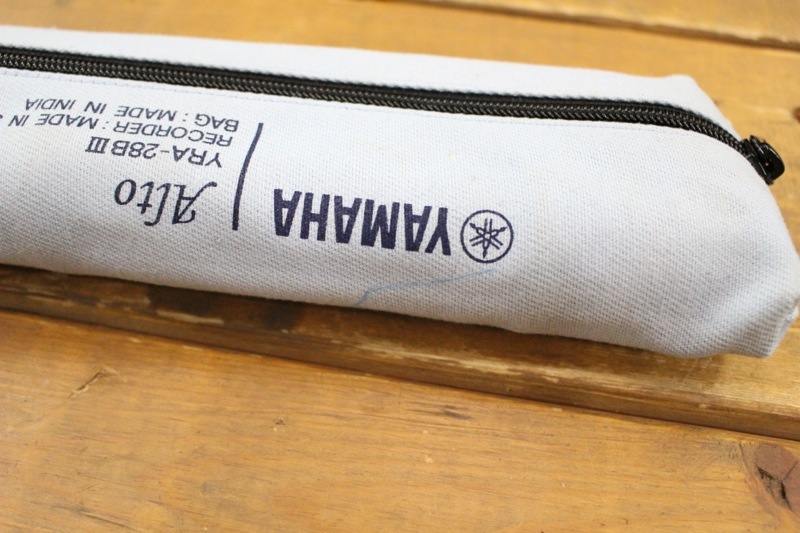 YAMAHA
Alto
YRA-28BⅢ
RECORDER : MADE IN
BAG : MADE IN INDIA